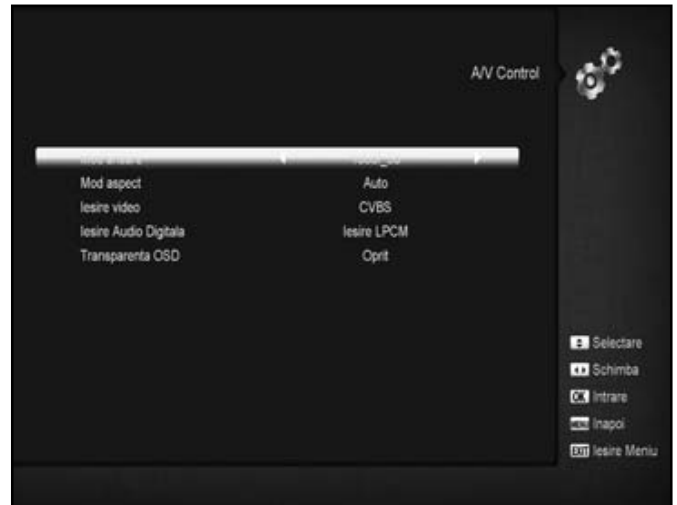 A/V Control
Mod aspect Auto
Iesire video CVBS
Iesire Audio Digitala Iesire LPCM
Transparenta OSD Oprit
Selectare
Schimba
OK Intrare
MENU Inapoi
EXIT Iesire Meniu